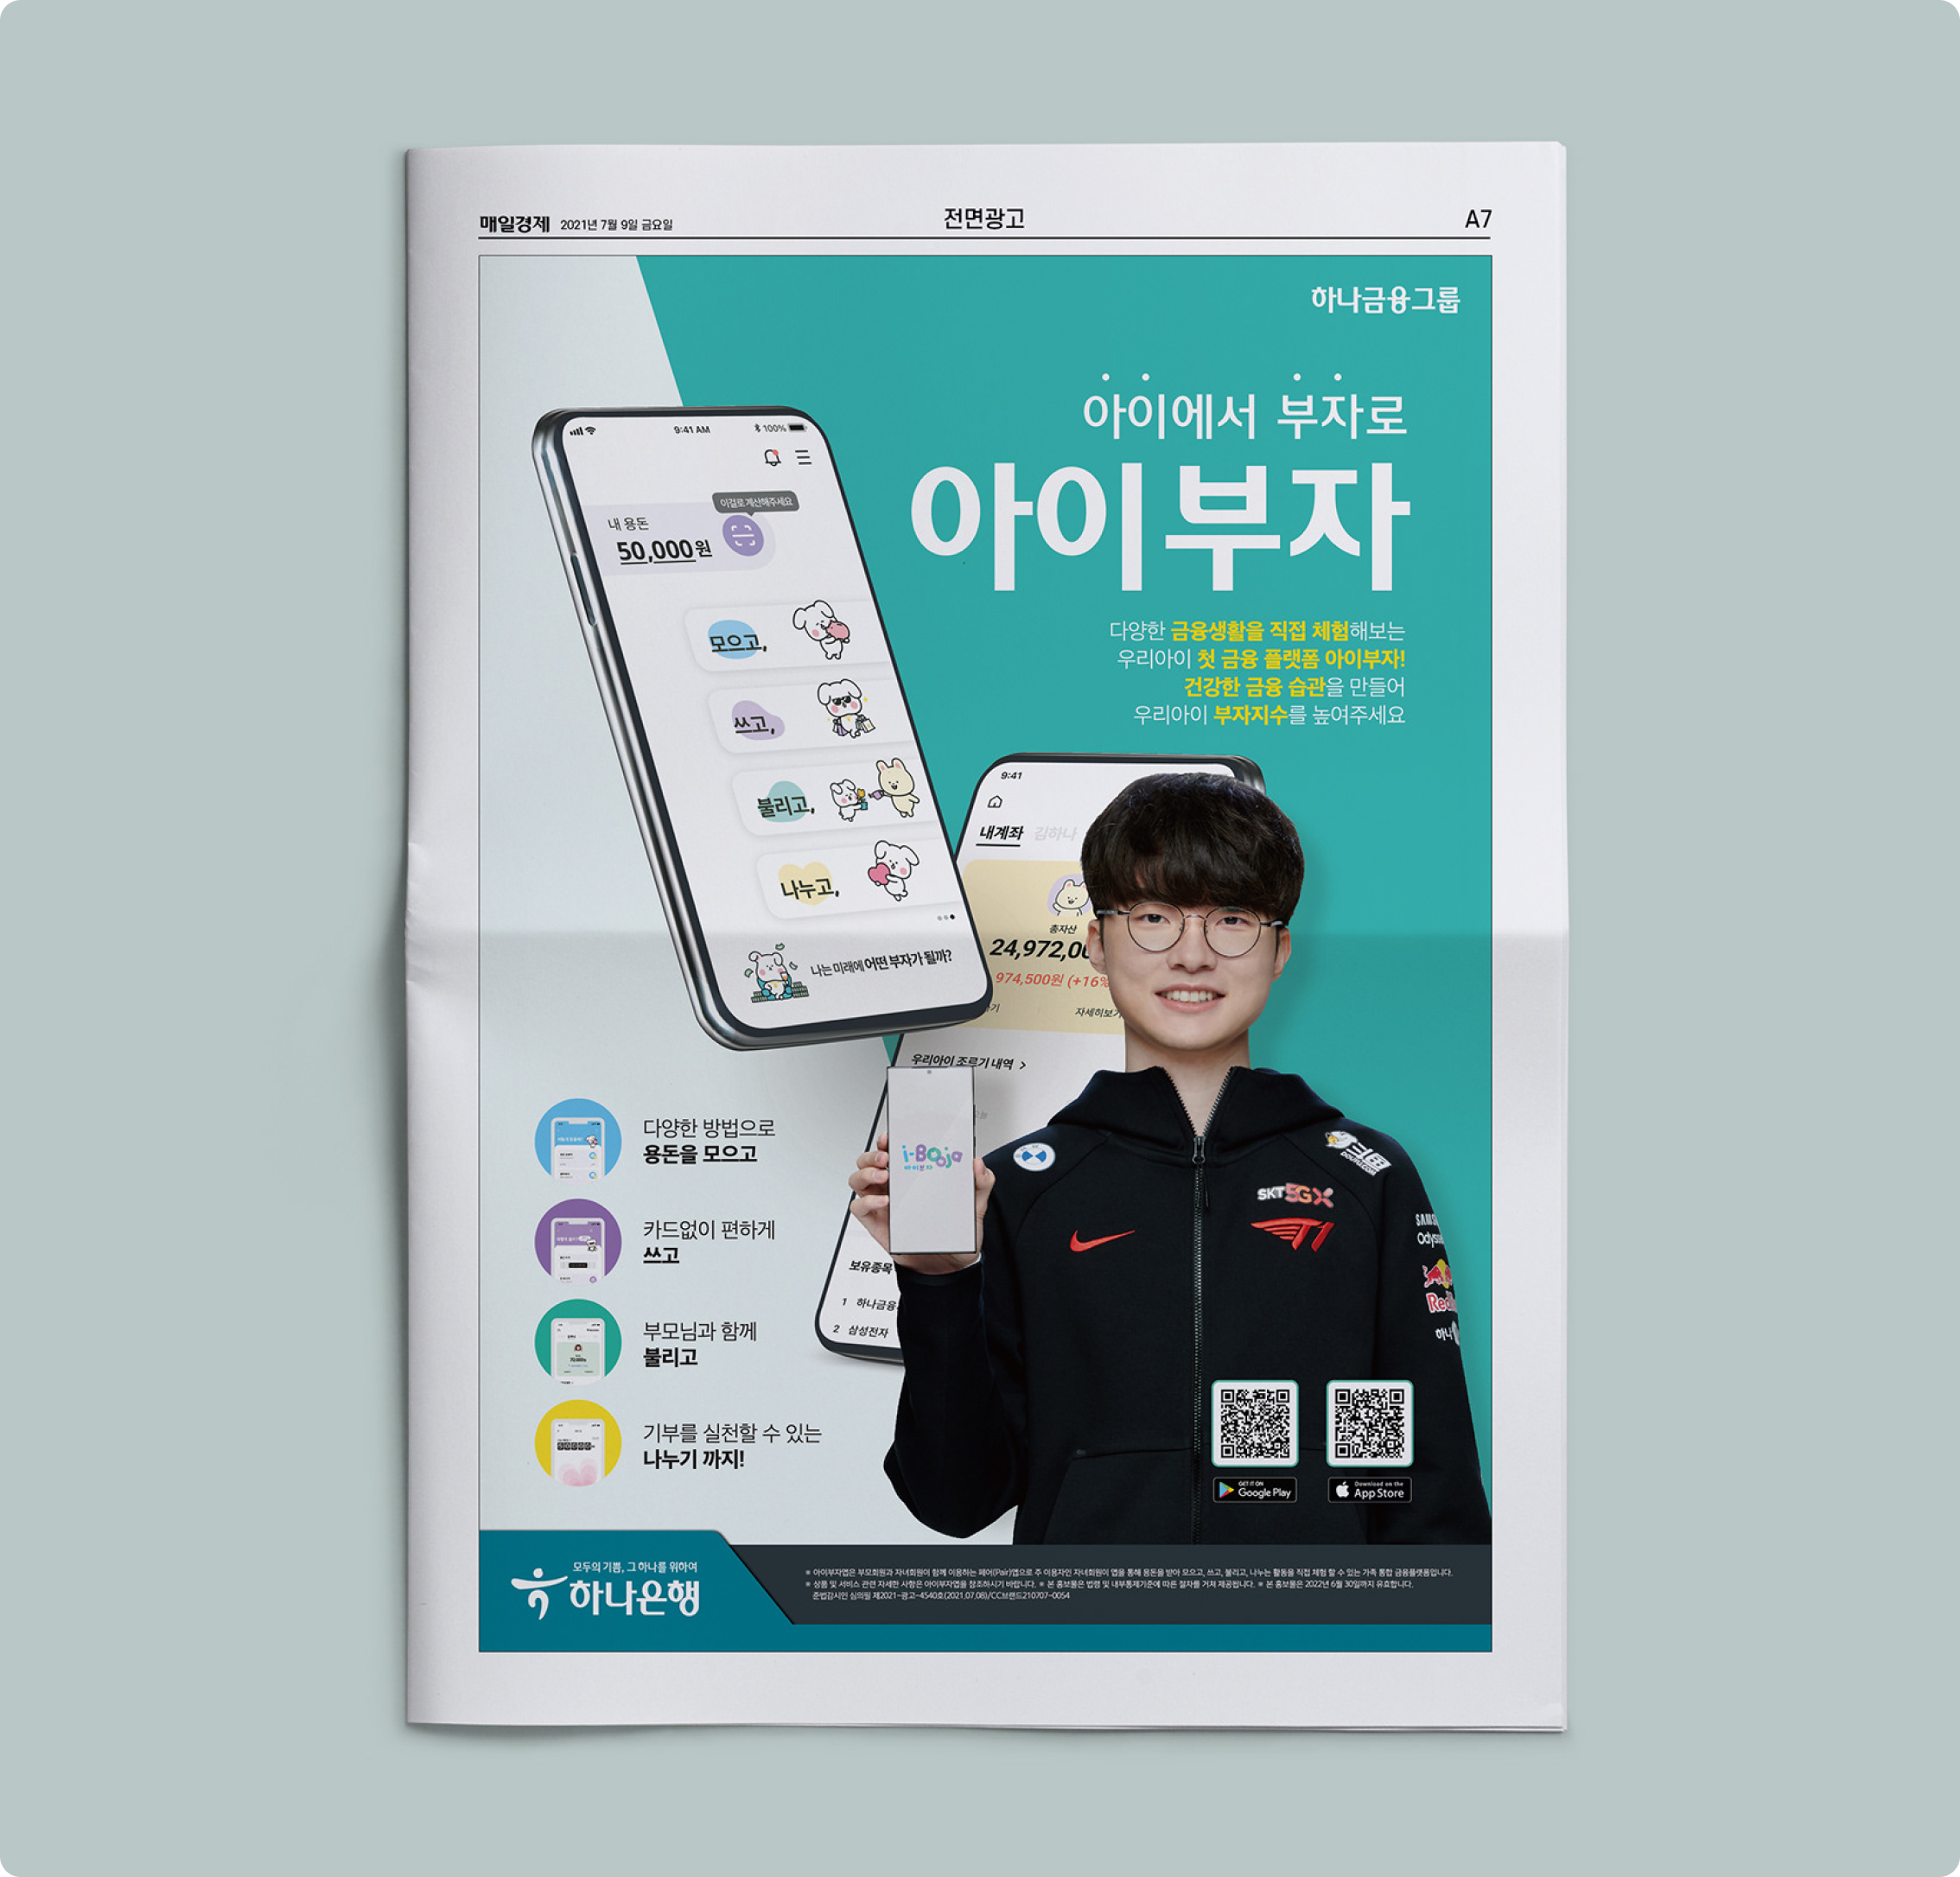 매일경제 2021년 7월 9일 금요일
전면광고
A7
하나금융그룹
아이에서 부자로
아이부자
다양한 금융생활을 직접 체험해보는
우리아이 첫 금융 플랫폼 아이부자!
건강한 금융 습관을 만들어
우리아이 부자지수를 높여주세요
9:41 AM
100%
이걸로 계산해주세요
내 용돈
50,000원
모으고,
쓰고,
불리고,
나누고,
나는 미래에 어떤 부자가 될까?
9:41
내계좌 김하나
총자산
24,972,00
974,500원 (+16%
자세히보기
우리아이 조르기 내역 >
보유종목
1 하나금융
2 삼성전자
i-Booja
아이부자
SKT 5GX
T1
DOUYU.COM
SAMS
Odyss
Red
하나
다양한 방법으로
용돈을 모으고
카드없이 편하게
쓰고
부모님과 함께
불리고
기부를 실천할 수 있는
나누기 까지!
GET IT ON
Google Play
Download on the
App Store
모두의 기쁨, 그 하나를 위하여
하나은행
※ 아이부자앱은 부모회원과 자녀회원이 함께 이용하는 페어(Pair)앱으로 주 이용자인 자녀회원이 앱을 통해 용돈을 받아 모으고, 쓰고, 불리고, 나누는 활동을 직접 체험 할 수 있는 가족 통합 금융플랫폼입니다.
※ 상품 및 서비스 관련 자세한 사항은 아이부자앱을 참조하시기 바랍니다. ※ 본 홍보물은 법령 및 내부통제기준에 따른 절차를 거쳐 제공됩니다. ※ 본 홍보물은 2022년 6월 30일까지 유효합니다.
준법감시인 심의필 제2021-광고-4540호(2021.07.08)/CC브랜드210707-0054